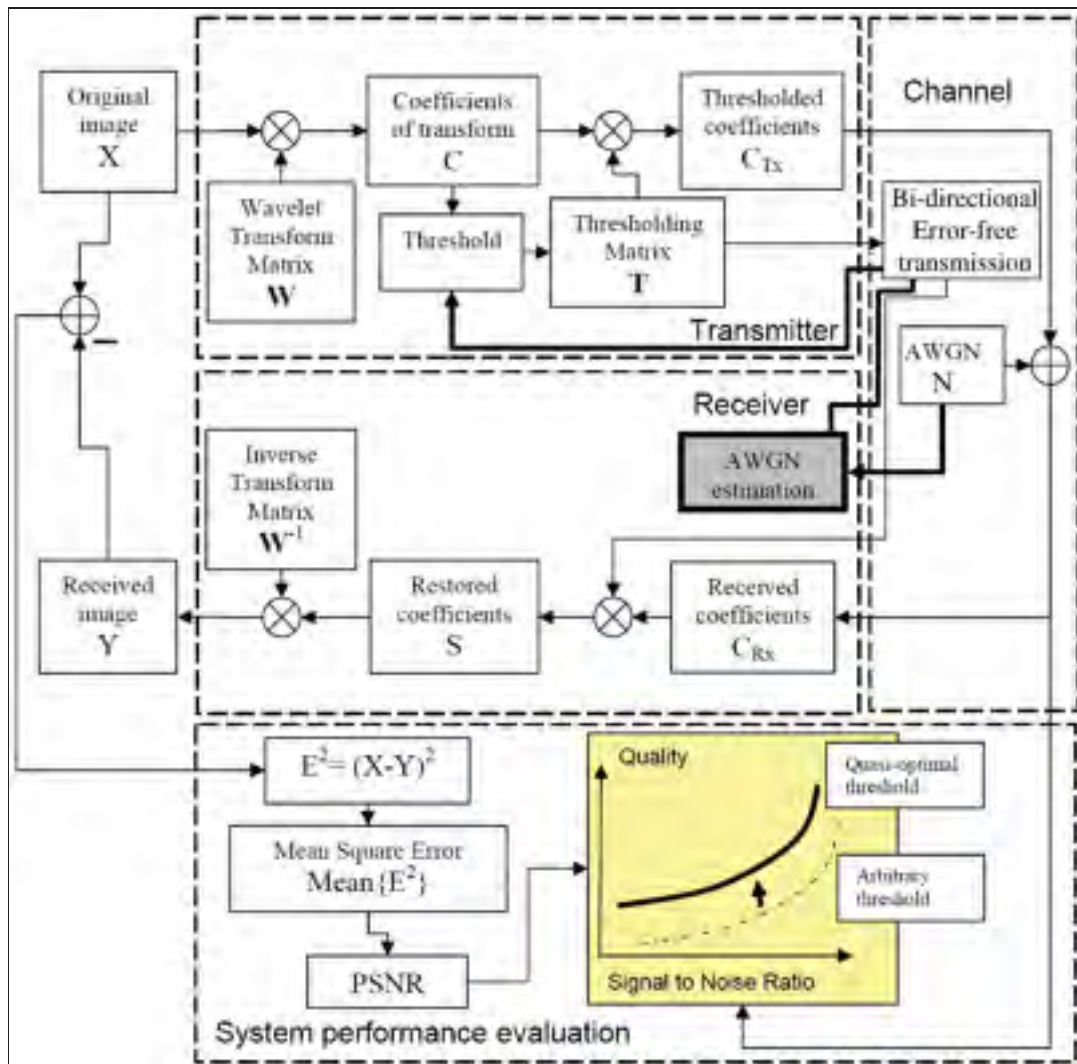 Original
image
X
Wavelet
Transform
Matrix
W
Coefficients
of transform
C
Threshold
Thresholding
Matrix
T
Thresholded
coefficients
C_Tx
Transmitter
Channel
Bi-directional
Error-free
transmission
AWGN
N
Receiver
AWGN
estimation
Inverse
Transform
Matrix
W⁻¹
Received
image
Y
Restored
coefficients
S
Received
coefficients
C_Rx
−
E²= (X-Y)²
Mean Square Error
Mean{E²}
PSNR
Quality
Signal to Noise Ratio
Quasi-optimal
threshold
Arbitrary
threshold
System performance evaluation